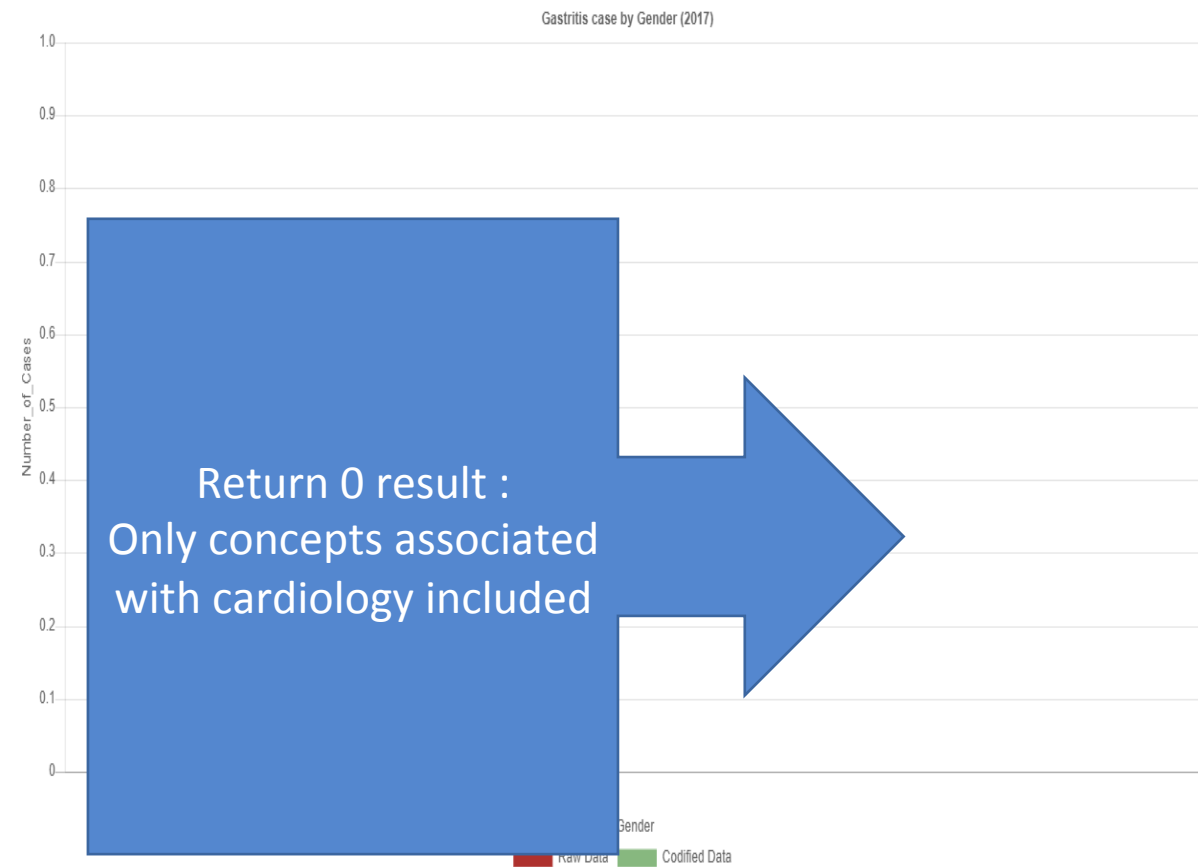 Gastritis case by Gender (2017)
1.0
0.9
0.8
0.7
0.6
0.5
0.4
0.3
0.2
0.1
0
Number_of_Cases
Return 0 result :
Only concepts associated
with cardiology included
Gender
Raw Data Codified Data